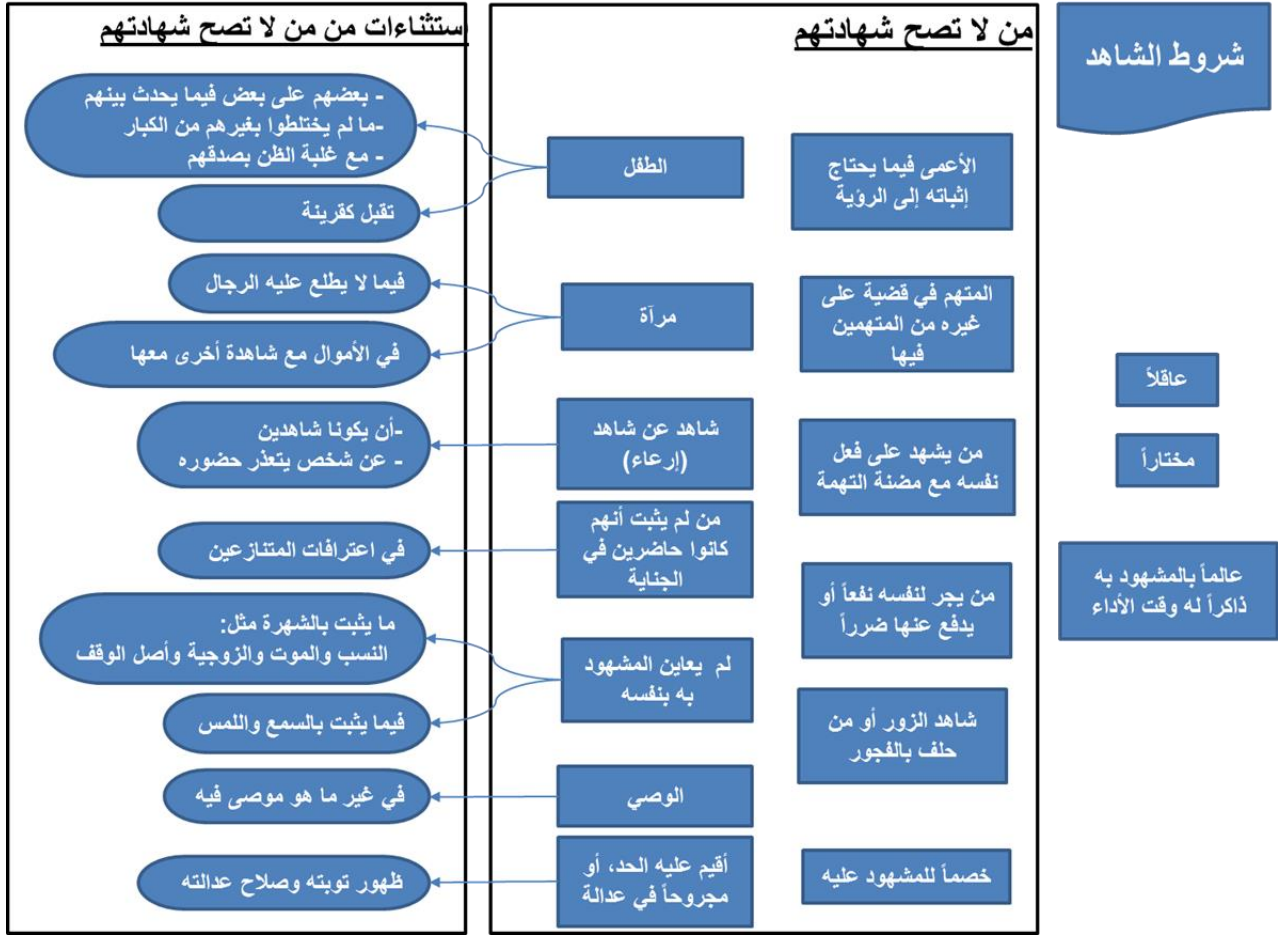 شروط الشاهد
عاقلاً
مختاراً
عالماً بالمشهود به
ذاكراً له وقت الأداء
من لا تصح شهادتهم
الأعمى فيما يحتاج
إثباته إلى الرؤية
المتهم في قضية على
غيره من المتهمين
فيها
من يشهد على فعل
نفسه مع مضنة التهمة
من يجر لنفسه نفعاً أو
يدفع عنها ضرراً
شاهد الزور أو من
حلف بالفجور
خصماً للمشهود عليه
الطفل
مرآة
شاهد عن شاهد
(إرعاء)
من لم يثبت أنهم
كانوا حاضرين في
الجناية
لم يعاين المشهود
به بنفسه
الوصي
أقيم عليه الحد، أو
مجروحاً في عدالة
ستثناءات من من لا تصح شهادتهم
- بعضهم على بعض فيما يحدث بينهم
-ما لم يختلطوا بغيرهم من الكبار
- مع غلبة الظن بصدقهم
تقبل كقرينة
فيما لا يطلع عليه الرجال
في الأموال مع شاهدة أخرى معها
-أن يكونا شاهدين
- عن شخص يتعذر حضوره
في اعترافات المتنازعين
ما يثبت بالشهرة مثل:
النسب والموت والزوجية وأصل الوقف
فيما يثبت بالسمع واللمس
في غير ما هو موصى فيه
ظهور توبته وصلاح عدالته